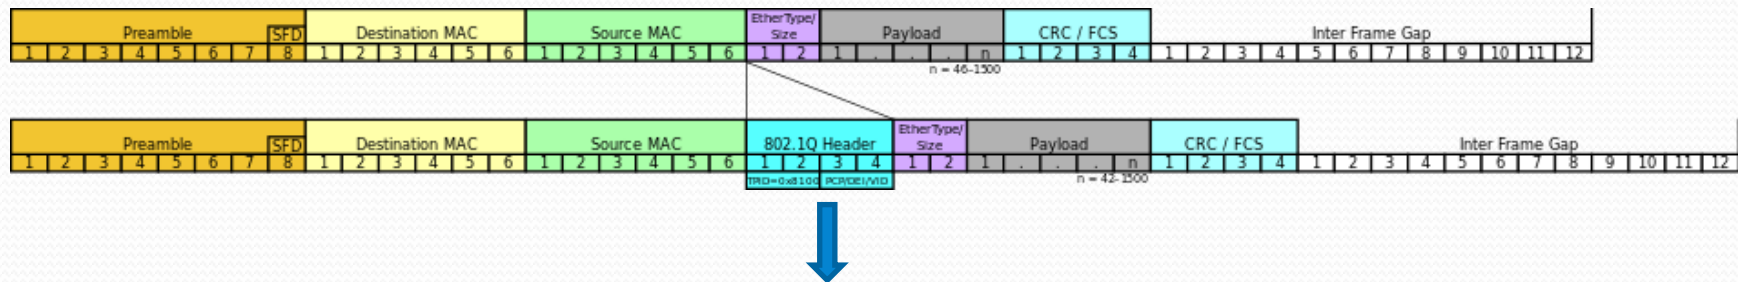 EtherType/
Preamble SFD Destination MAC Source MAC Size Payload CRC / FCS Inter Frame Gap
1 2 3 4 5 6 7 8 1 2 3 4 5 6 1 2 3 4 5 6 1 2 1 . . . n 1 2 3 4 1 2 3 4 5 6 7 8 9 10 11 12
n = 46-1500
EtherType/
Preamble SFD Destination MAC Source MAC 802.1Q Header Size Payload CRC / FCS Inter Frame Gap
1 2 3 4 5 6 7 8 1 2 3 4 5 6 1 2 3 4 5 6 1 2 3 4 1 2 1 . . . n 1 2 3 4 1 2 3 4 5 6 7 8 9 10 11 12
TPID=0x8100 PCP/DEI/VID n = 42-1500